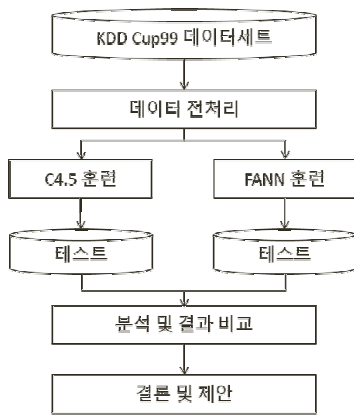 KDD Cup99 데이터세트
데이터 전처리
C4.5 훈련
FANN 훈련
테스트
테스트
분석 및 결과 비교
결론 및 제안